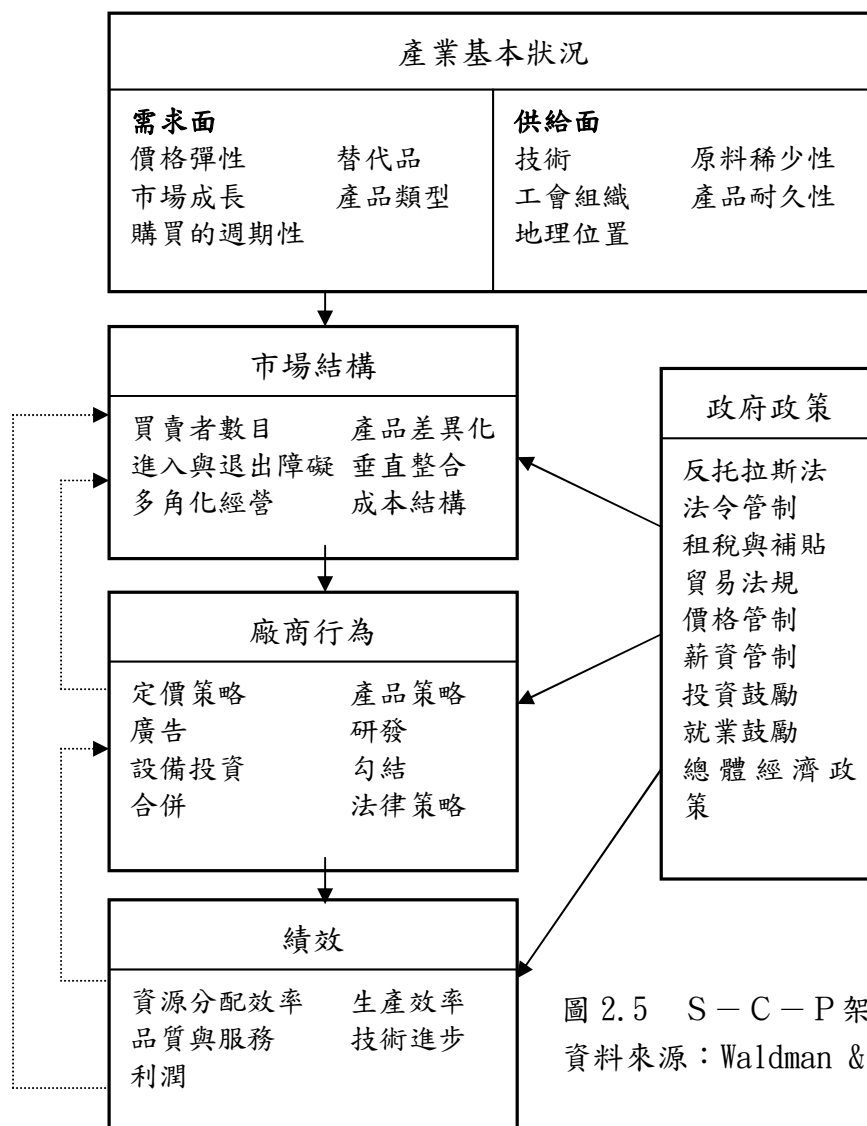 產業基本狀況
需求面
價格彈性 替代品
市場成長 產品類型
購買的週期性
供給面
技術 原料稀少性
工會組織 產品耐久性
地理位置
市場結構
買賣者數目 產品差異化
進入與退出障礙 垂直整合
多角化經營 成本結構
政府政策
反托拉斯法
法令管制
租稅與補貼
貿易法規
價格管制
薪資管制
投資鼓勵
就業鼓勵
總體經濟政
策
廠商行為
定價策略 產品策略
廣告 研發
設備投資 勾結
合併 法律策略
績效
資源分配效率 生產效率
品質與服務 技術進步
利潤
圖 2.5 S－C－P 架
資料來源：Waldman &